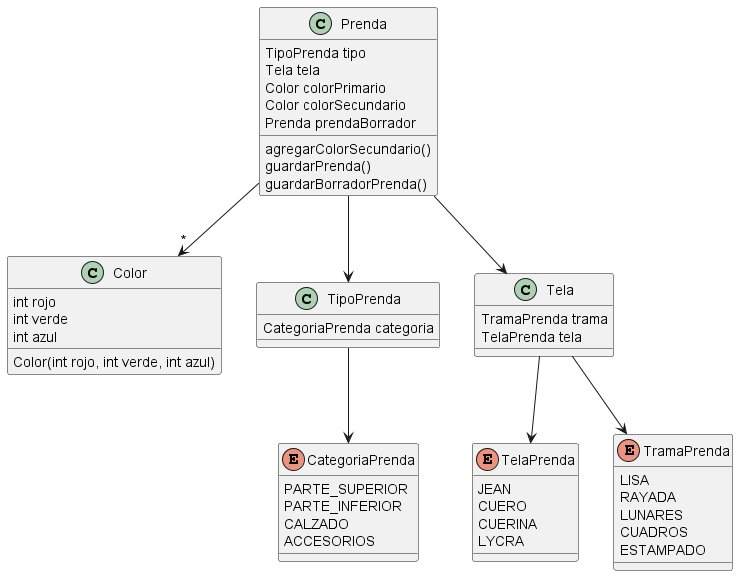 C Prenda
TipoPrenda tipo
Tela tela
Color colorPrimario
Color colorSecundario
Prenda prendaBorrador
agregarColorSecundario()
guardarPrenda()
guardarBorradorPrenda()
*
C Color
int rojo
int verde
int azul
Color(int rojo, int verde, int azul)
C TipoPrenda
CategoriaPrenda categoria
C Tela
TramaPrenda trama
TelaPrenda tela
E CategoriaPrenda
PARTE_SUPERIOR
PARTE_INFERIOR
CALZADO
ACCESORIOS
E TelaPrenda
JEAN
CUERO
CUERINA
LYCRA
E TramaPrenda
LISA
RAYADA
LUNARES
CUADROS
ESTAMPADO